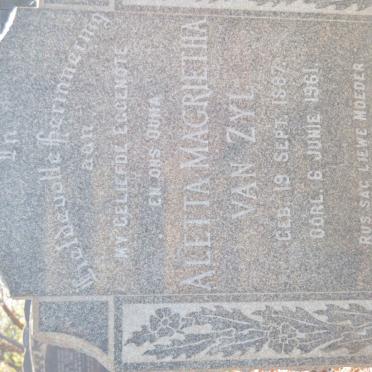 In
Liefdevolle Herinnering
aan
MY GELIEFDE EGGENOTE
EN ONS OUMA
ALETTA MAGRIETHA
VAN ZYL
GEB. 19 SEPT. 1887
OORL. 6 JUNIE 1961
RUS SAG LIEWE MOEDER